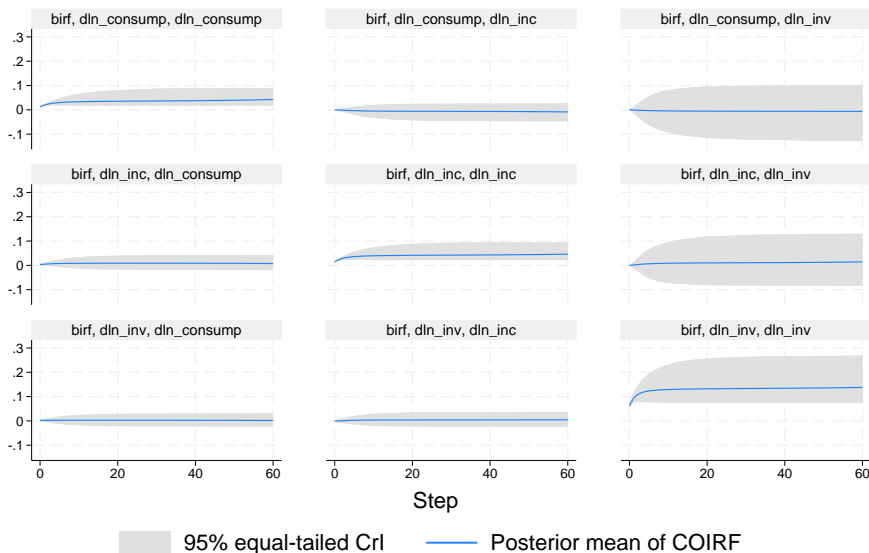 birf, dln_consump, dln_consump
birf, dln_consump, dln_inc
birf, dln_consump, dln_inv
.3
.2
.1
0
-.1
birf, dln_inc, dln_consump
birf, dln_inc, dln_inc
birf, dln_inc, dln_inv
.3
.2
.1
0
-.1
birf, dln_inv, dln_consump
birf, dln_inv, dln_inc
birf, dln_inv, dln_inv
.3
.2
.1
0
-.1
0 20 40 60
0 20 40 60
0 20 40 60
Step
95% equal-tailed CrI
Posterior mean of COIRF